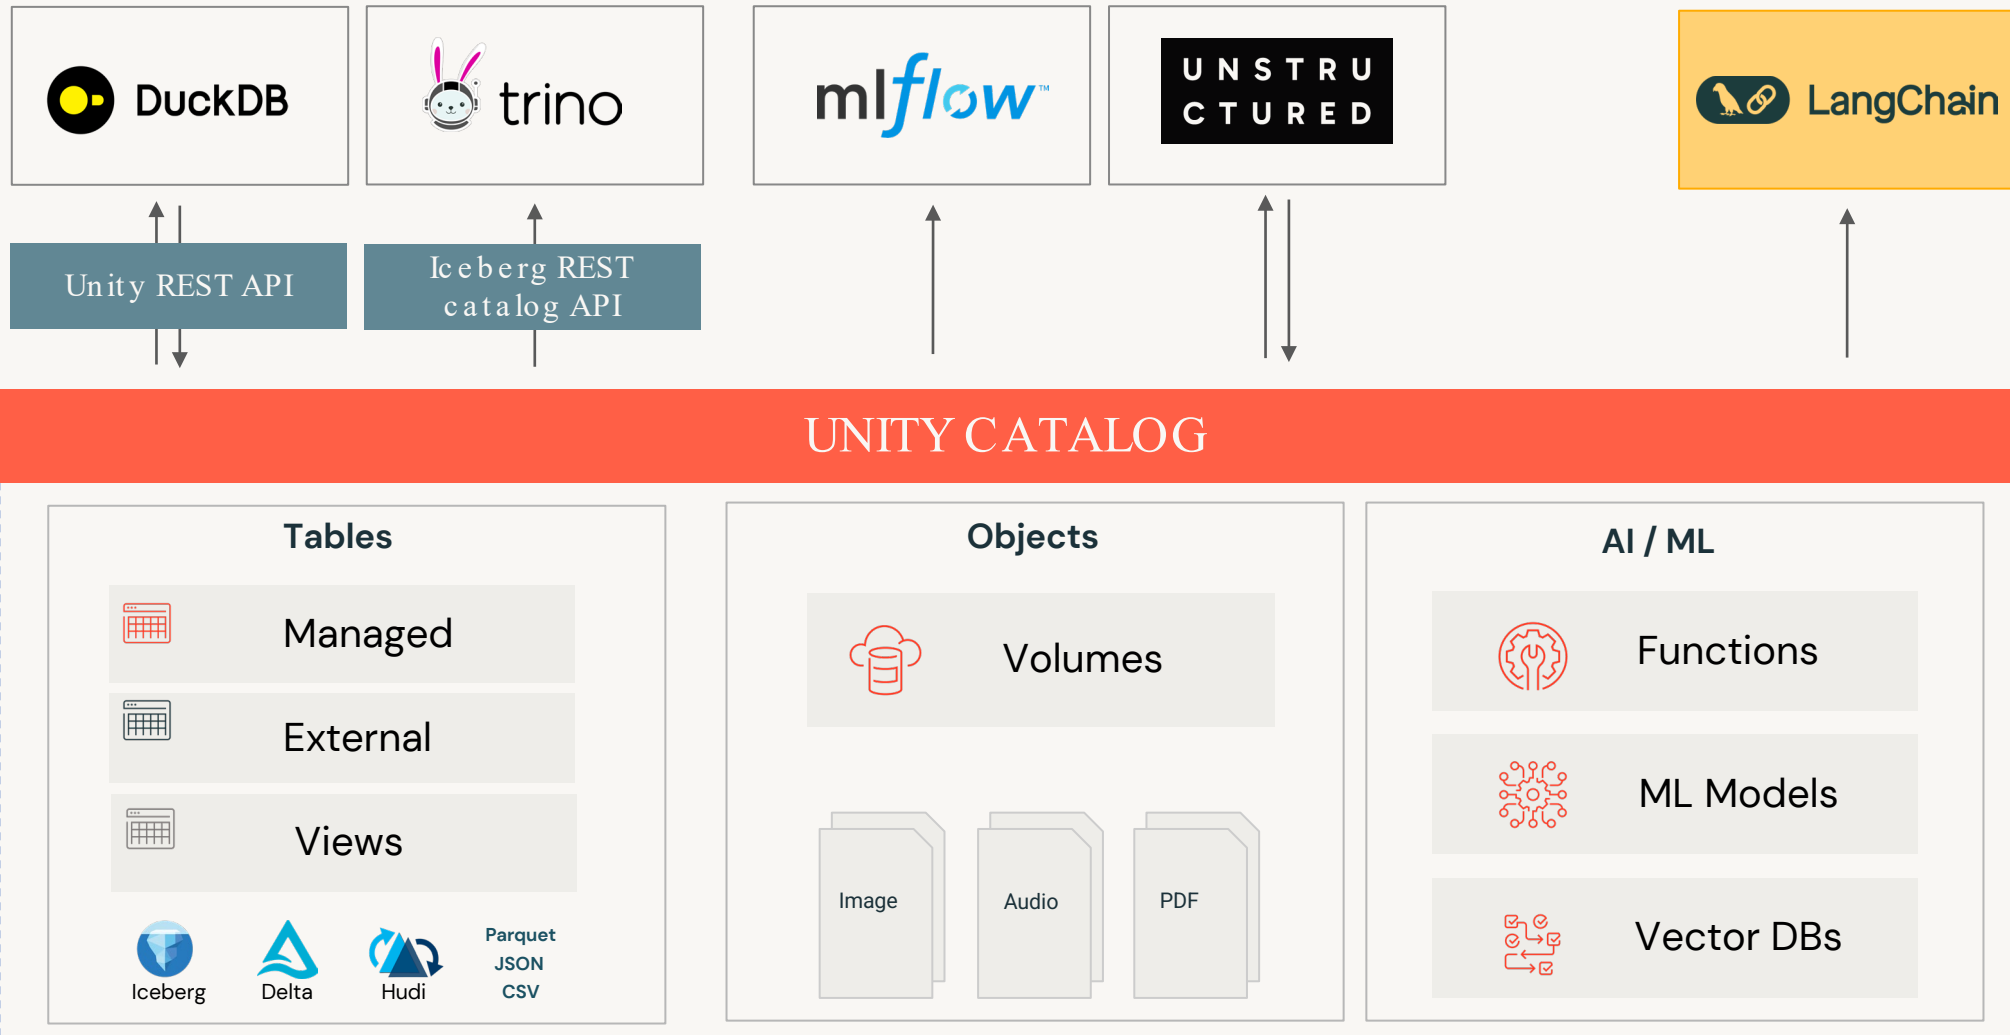 DuckDB
trino
mlflow™
UNSTRU
CTURED
LangChain
Unity REST API
Iceberg REST
catalog API
UNITY CATALOG
Tables
Managed
External
Views
Iceberg
Delta
Hudi
Parquet
JSON
CSV
Objects
Volumes
Image
Audio
PDF
AI / ML
Functions
ML Models
Vector DBs